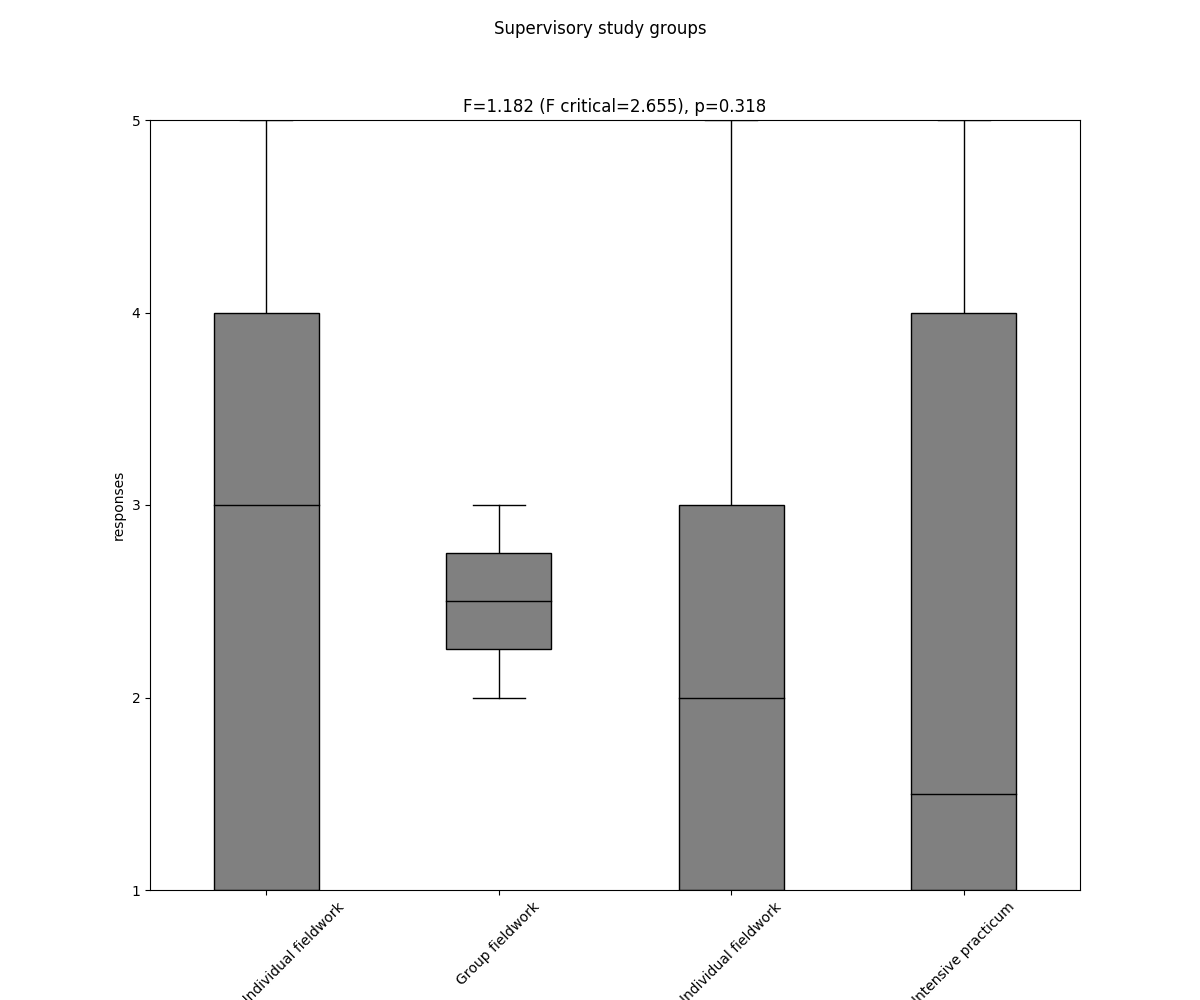 Supervisory study groups
F=1.182 (F critical=2.655), p=0.318
5
4
3
2
1
responses
Individual fieldwork
Group fieldwork
Individual fieldwork
Intensive practicum